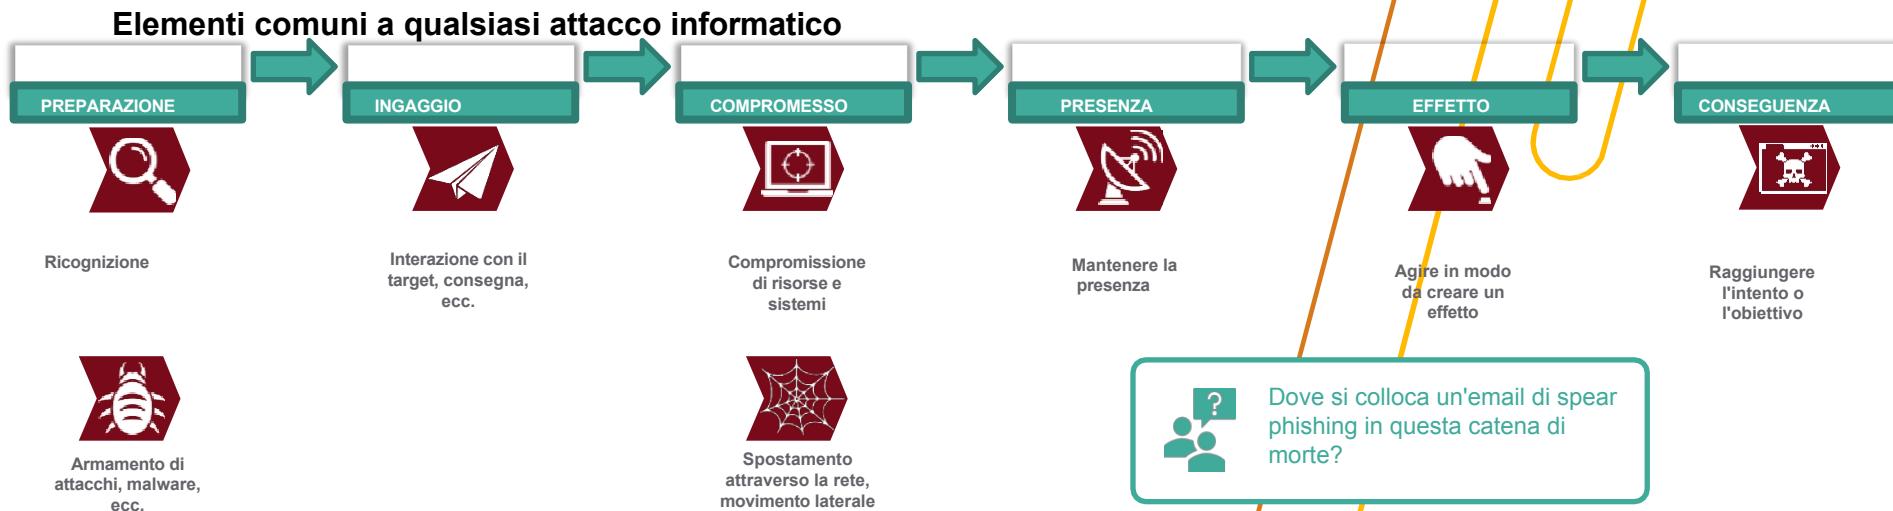 Elementi comuni a qualsiasi attacco informatico
PREPARAZIONE
INGAGGIO
COMPROMESSO
PRESENZA
EFFETTO
CONSEGUENZA
Ricognizione
Interazione con il
target, consegna,
ecc.
Compromissione
di risorse e
sistemi
Mantenere la
presenza
Agire in modo
da creare un
effetto
Raggiungere
l'intento o
l'obiettivo
Armamento di
attacchi, malware,
ecc.
Spostamento
attraverso la rete,
movimento laterale
?
Dove si colloca un'email di spear
phishing in questa catena di
morte?